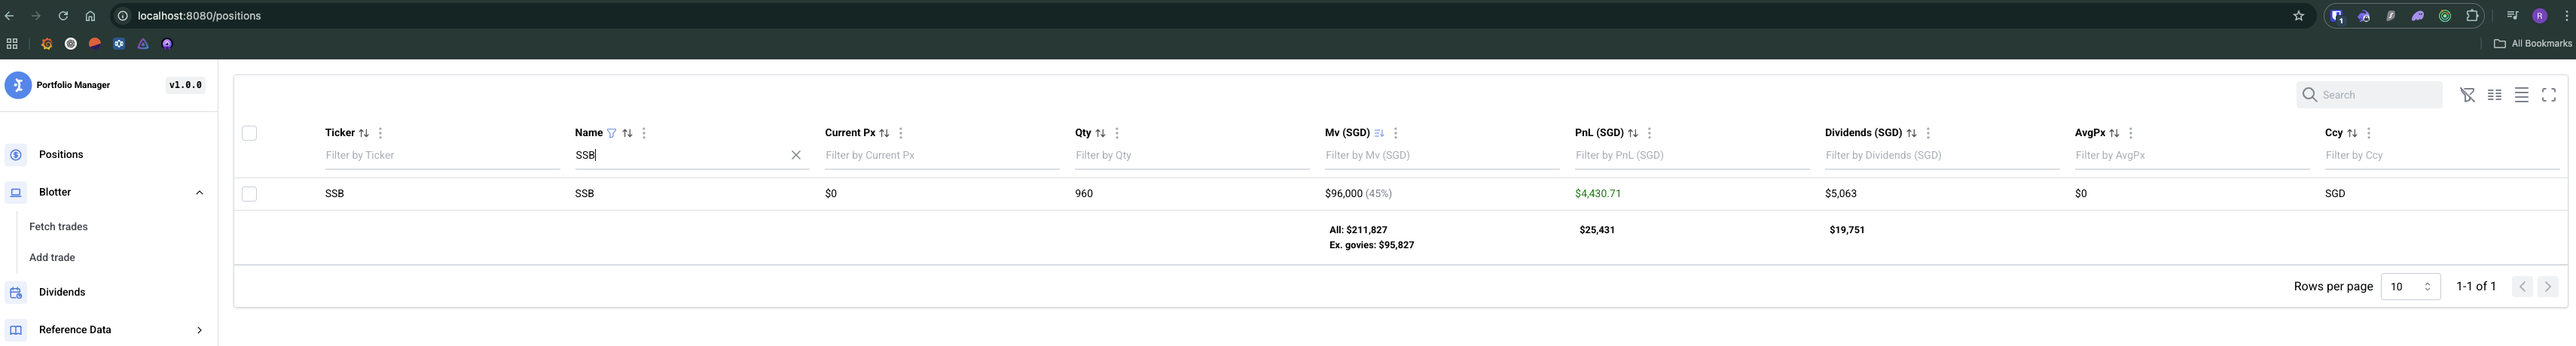 localhost:8080/positions
1
R
All Bookmarks
Portfolio Manager v1.0.0
Search
Ticker Name Current Px Qty Mv (SGD) PnL (SGD) Dividends (SGD) AvgPx Ccy
Filter by Ticker SSB Filter by Current Px Filter by Qty Filter by Mv (SGD) Filter by PnL (SGD) Filter by Dividends (SGD) Filter by AvgPx Filter by Ccy
Positions
Blotter
Fetch trades
Add trade
Dividends
Reference Data
SSB SSB $0 960 $96,000 (45%) $4,430.71 $5,063 $0 SGD
All: $211,827 $25,431 $19,751
Ex. govies: $95,827
Rows per page 10 1-1 of 1